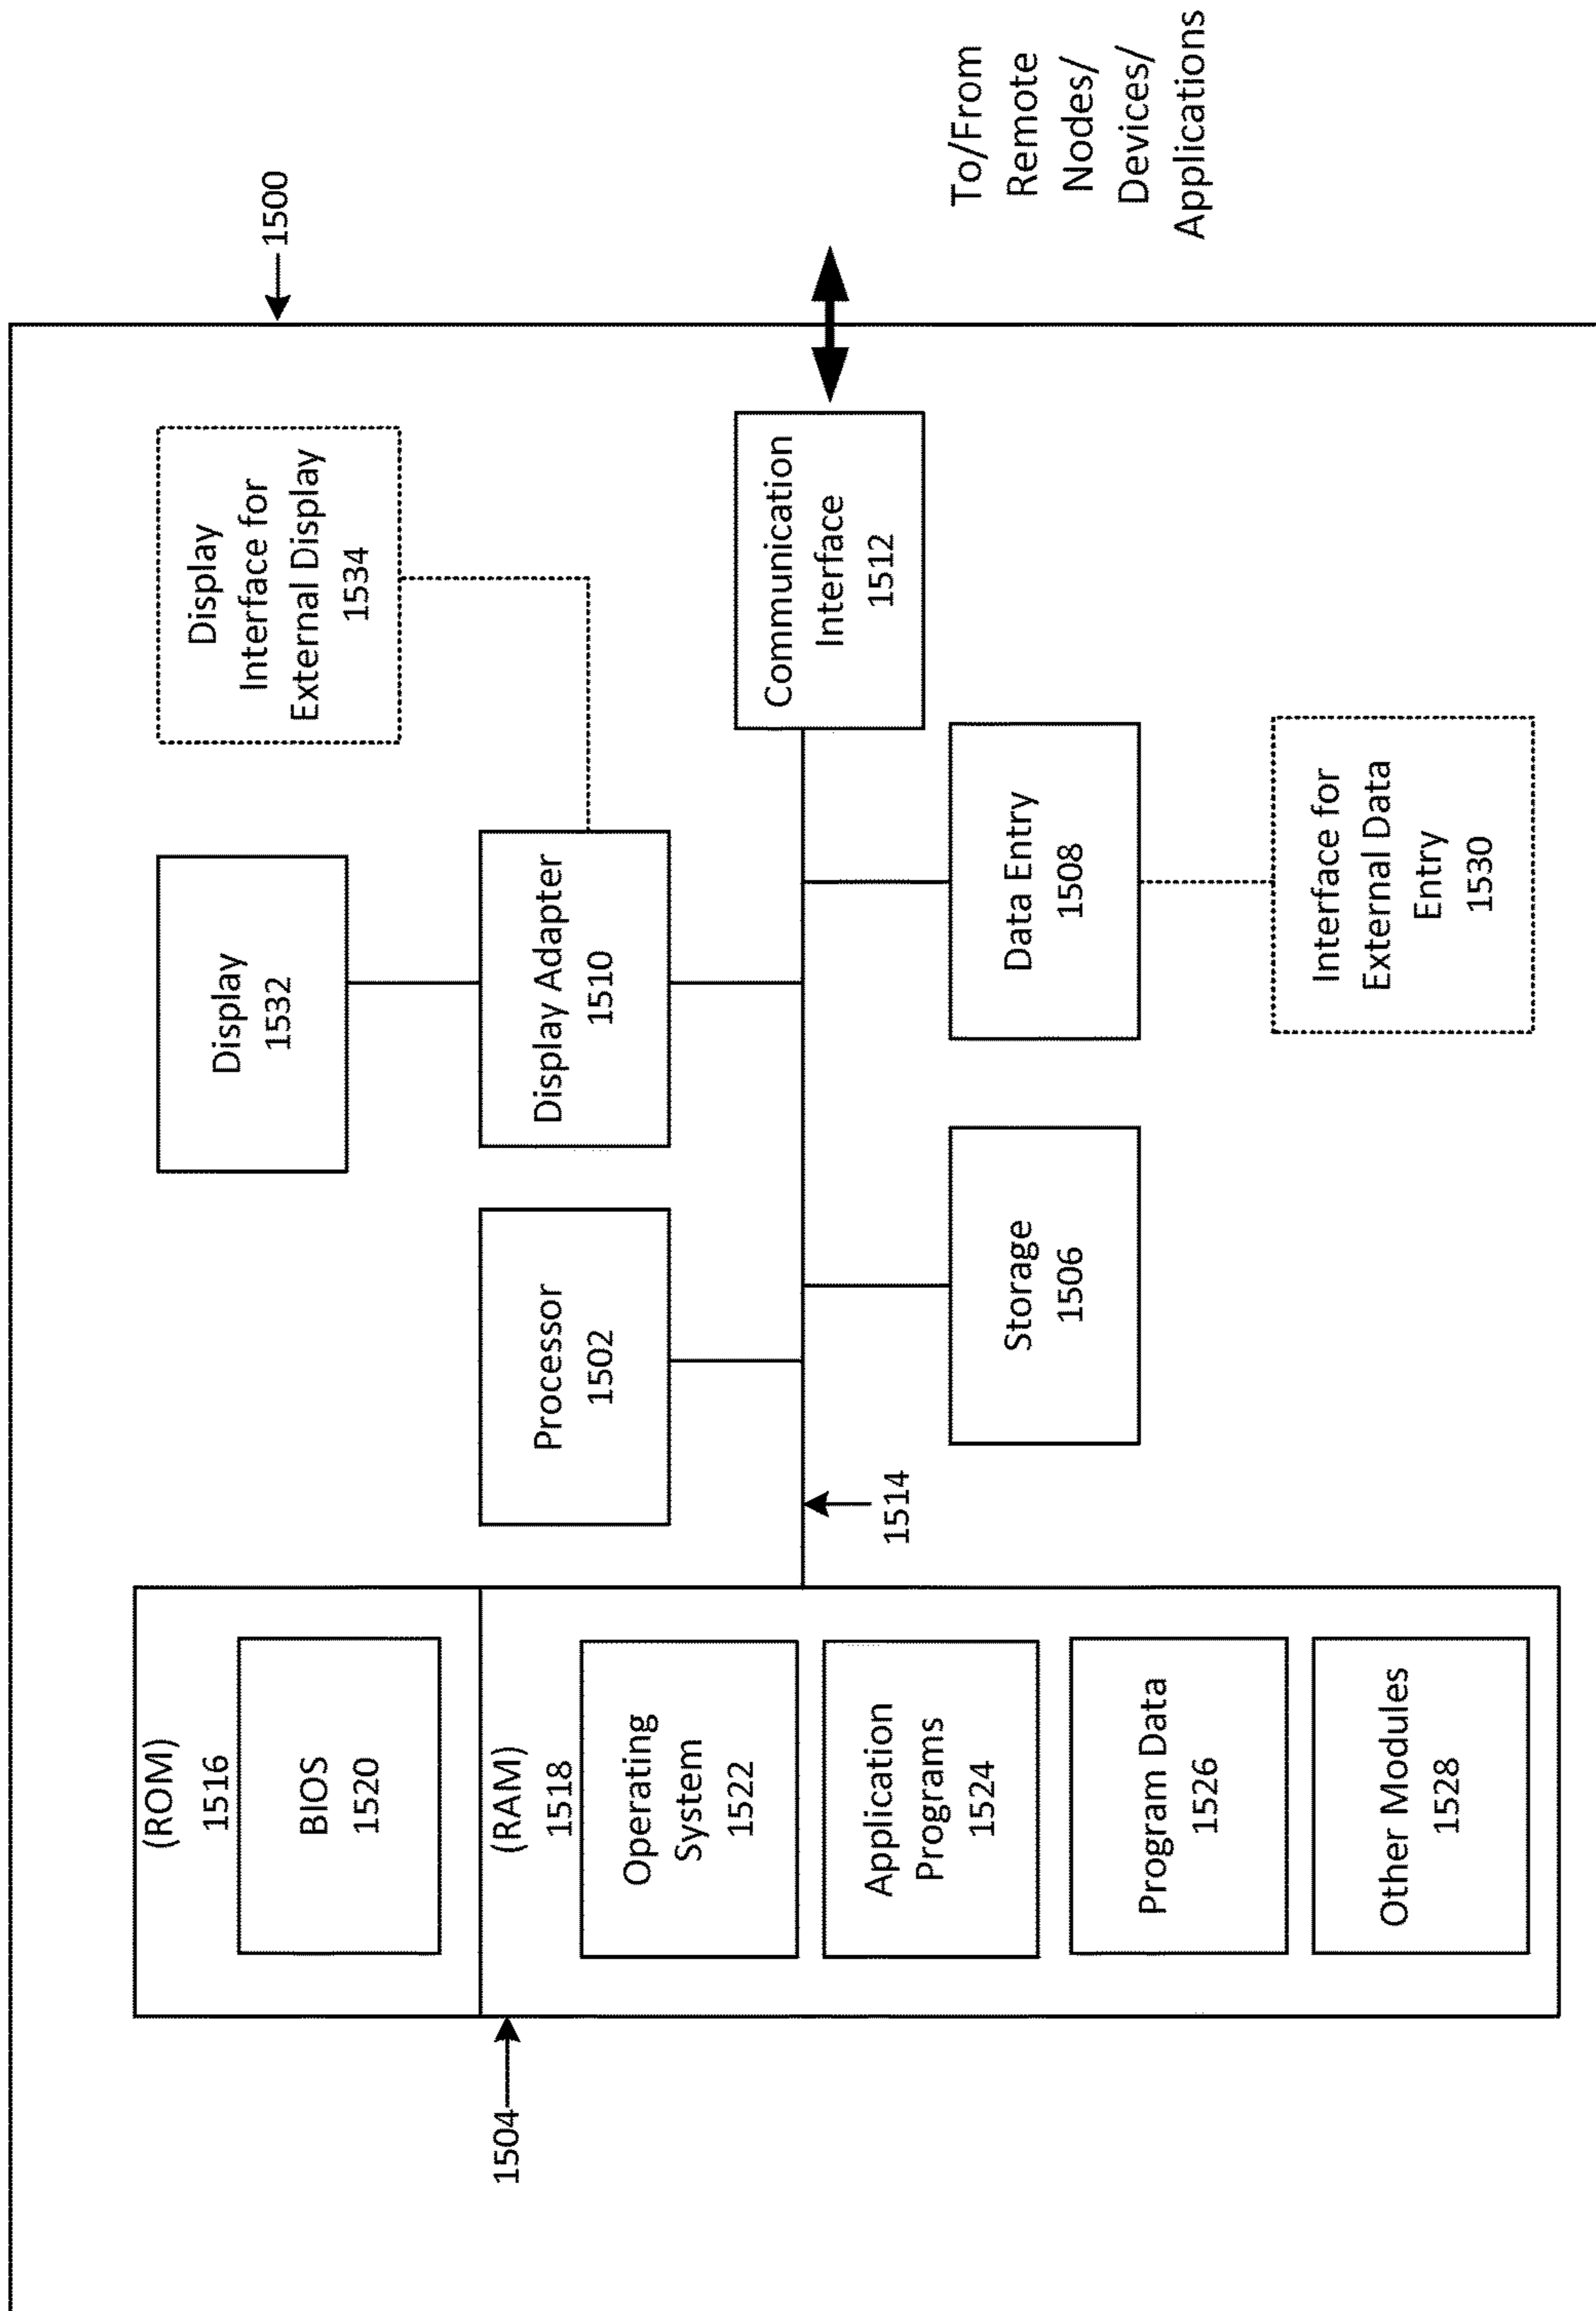 1500
(ROM)
1516
BIOS
1520
1504
(RAM)
1518
Operating
System
1522
Application
Programs
1524
Program Data
1526
Other Modules
1528
Processor
1502
1514
Storage
1506
Display
1532
Display Adapter
1510
Display
Interface for
External Display
1534
Communication
Interface
1512
Data Entry
1508
Interface for
External Data
Entry
1530
To/From
Remote
Nodes/
Devices/
Applications